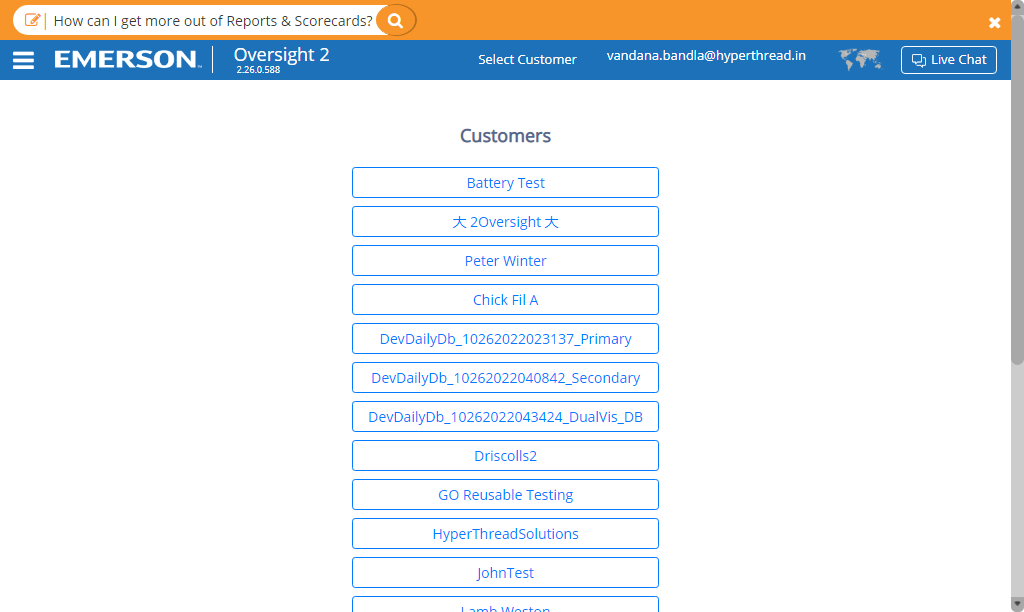 How can I get more out of Reports & Scorecards?
EMERSON
Oversight 2
2.26.0.588
Select Customer
vandana.bandla@hyperthread.in
Live Chat
Customers
Battery Test
大 2Oversight 大
Peter Winter
Chick Fil A
DevDailyDb_10262022023137_Primary
DevDailyDb_10262022040842_Secondary
DevDailyDb_10262022043424_DualVis_DB
Driscolls2
GO Reusable Testing
HyperThreadSolutions
JohnTest
Lamb Weston